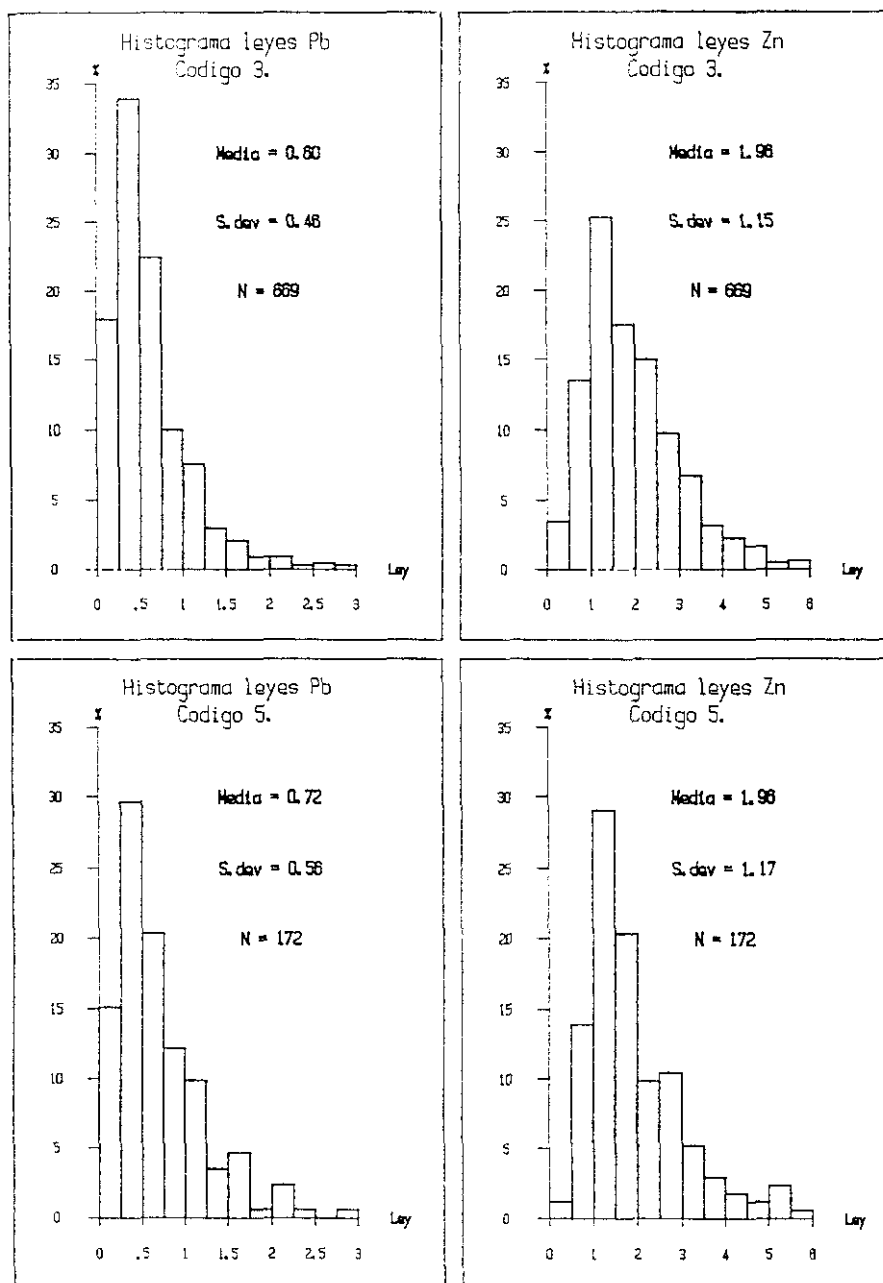 Histograma leyes Pb
Codigo 3.
%
35
30
25
20
15
10
5
0
Media = 0.60
S.dev = 0.46
N = 669
Ley
0 .5 1 1.5 2 2.5 3
Histograma leyes Zn
Codigo 3.
%
35
30
25
20
15
10
5
0
Media = 1.96
S.dev = 1.15
N = 669
Ley
0 1 2 3 4 5 6
Histograma leyes Pb
Codigo 5.
%
35
30
25
20
15
10
5
0
Media = 0.72
S.dev = 0.56
N = 172
Ley
0 .5 1 1.5 2 2.5 3
Histograma leyes Zn
Codigo 5.
%
35
30
25
20
15
10
5
0
Media = 1.96
S.dev = 1.17
N = 172
Ley
0 1 2 3 4 5 6